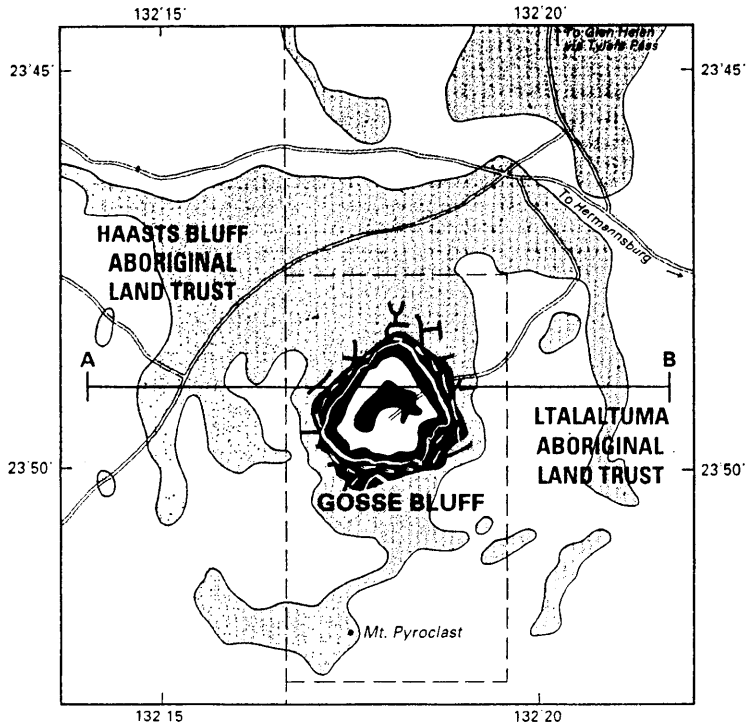 132°15'
132°20'
To Glen Helen
via Tylers Pass
23°45'
23°45'
To Hermannsburg
HAASTS BLUFF
ABORIGINAL
LAND TRUST
A
B
LTALALTUMA
ABORIGINAL
LAND TRUST
23°50'
23°50'
GOSSE BLUFF
Mt. Pyroclast
132°15
132°20